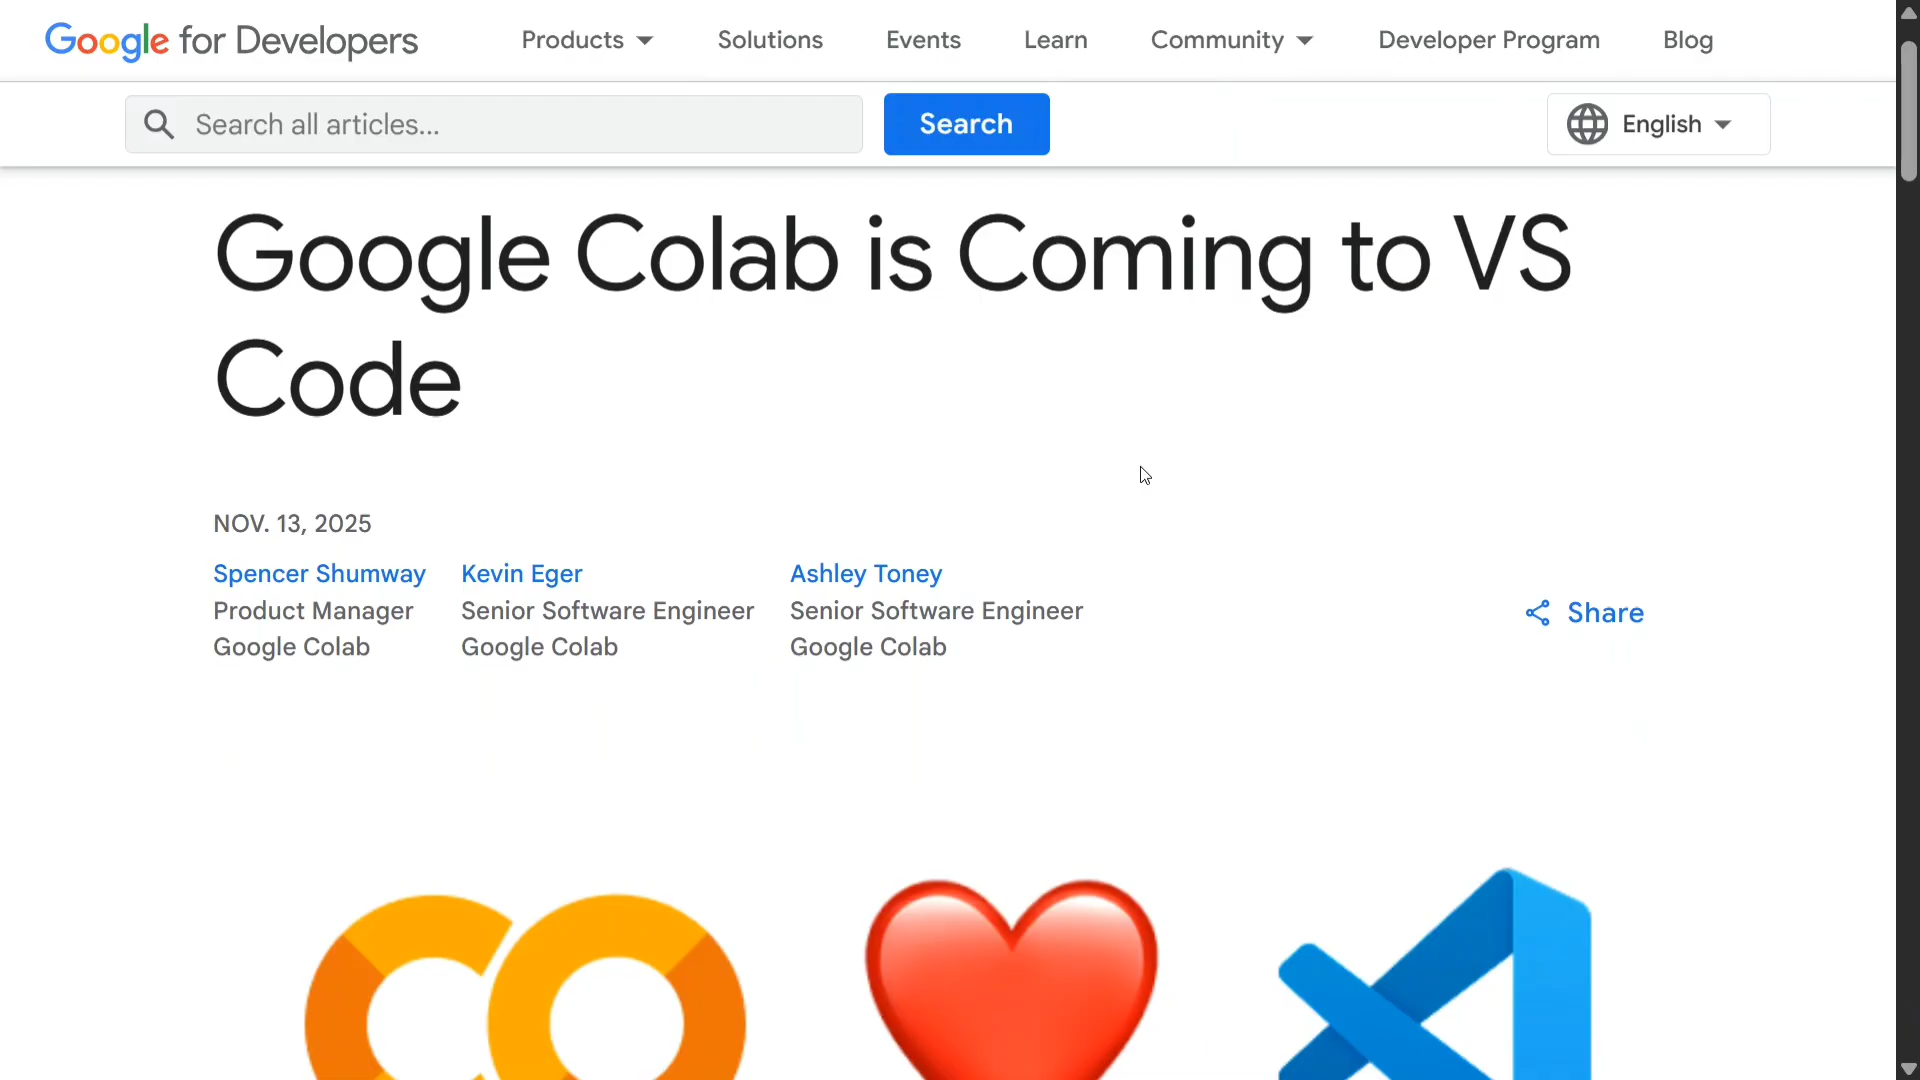 Google for Developers
Products
Solutions
Events
Learn
Community
Developer Program
Blog
Search all articles...
Search
English
Google Colab is Coming to VS
Code
NOV. 13, 2025
Spencer Shumway
Product Manager
Google Colab
Kevin Eger
Senior Software Engineer
Google Colab
Ashley Toney
Senior Software Engineer
Google Colab
Share